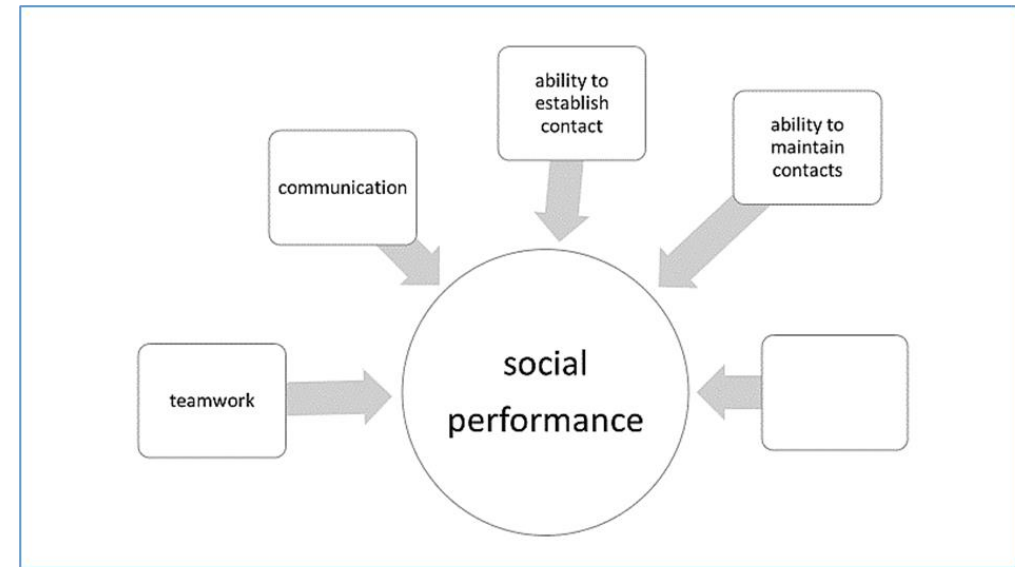 ability to
establish
contact
ability to
maintain
contacts
communication
teamwork
social
performance